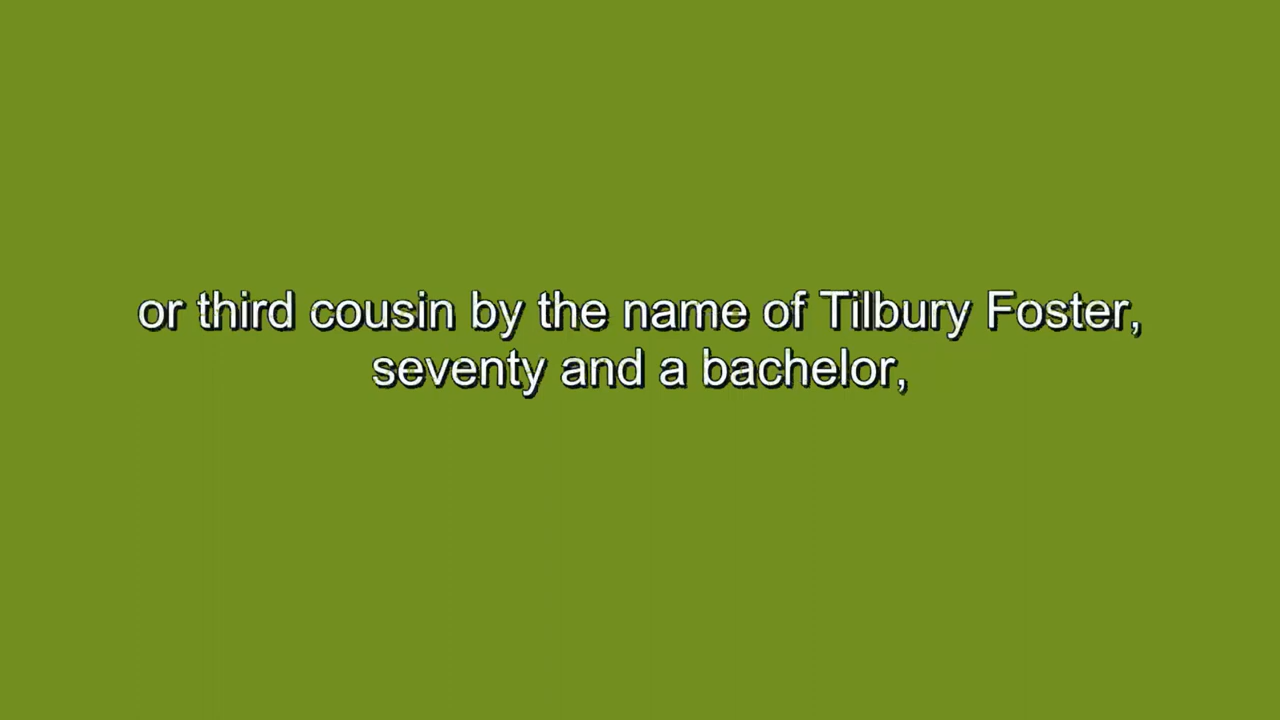 or third cousin by the name of Tilbury Foster,
seventy and a bachelor,